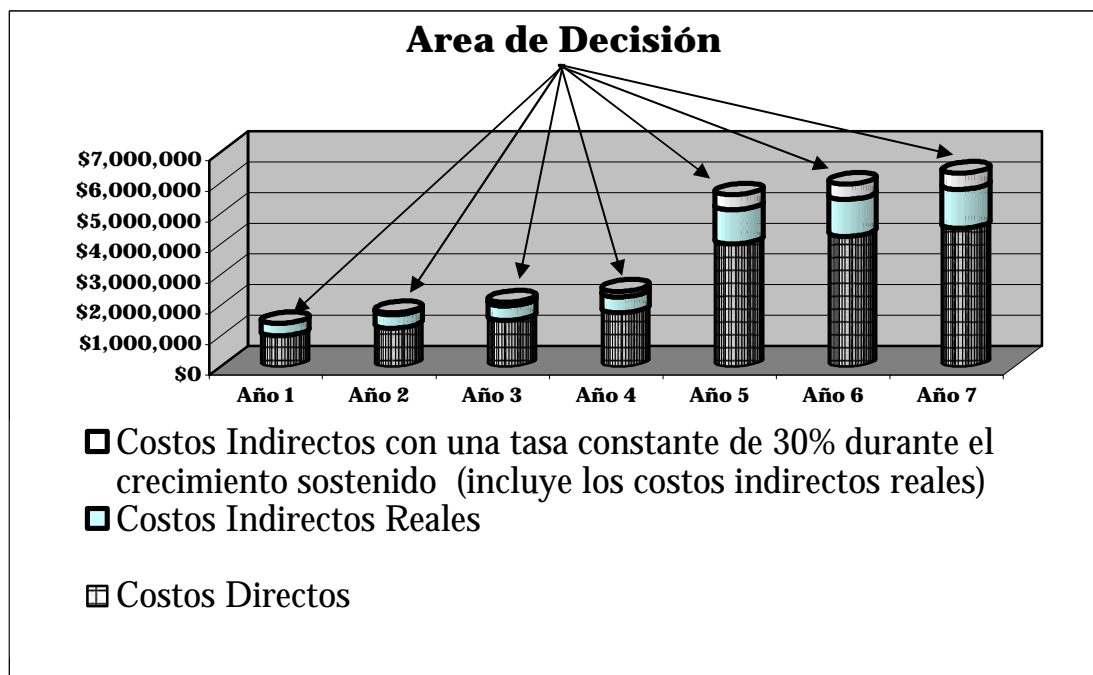 Area de Decisión
$7,000,000
$6,000,000
$5,000,000
$4,000,000
$3,000,000
$2,000,000
$1,000,000
$0
Año 1 Año 2 Año 3 Año 4 Año 5 Año 6 Año 7
Costos Indirectos con una tasa constante de 30% durante el
crecimiento sostenido (incluye los costos indirectos reales)
Costos Indirectos Reales
Costos Directos